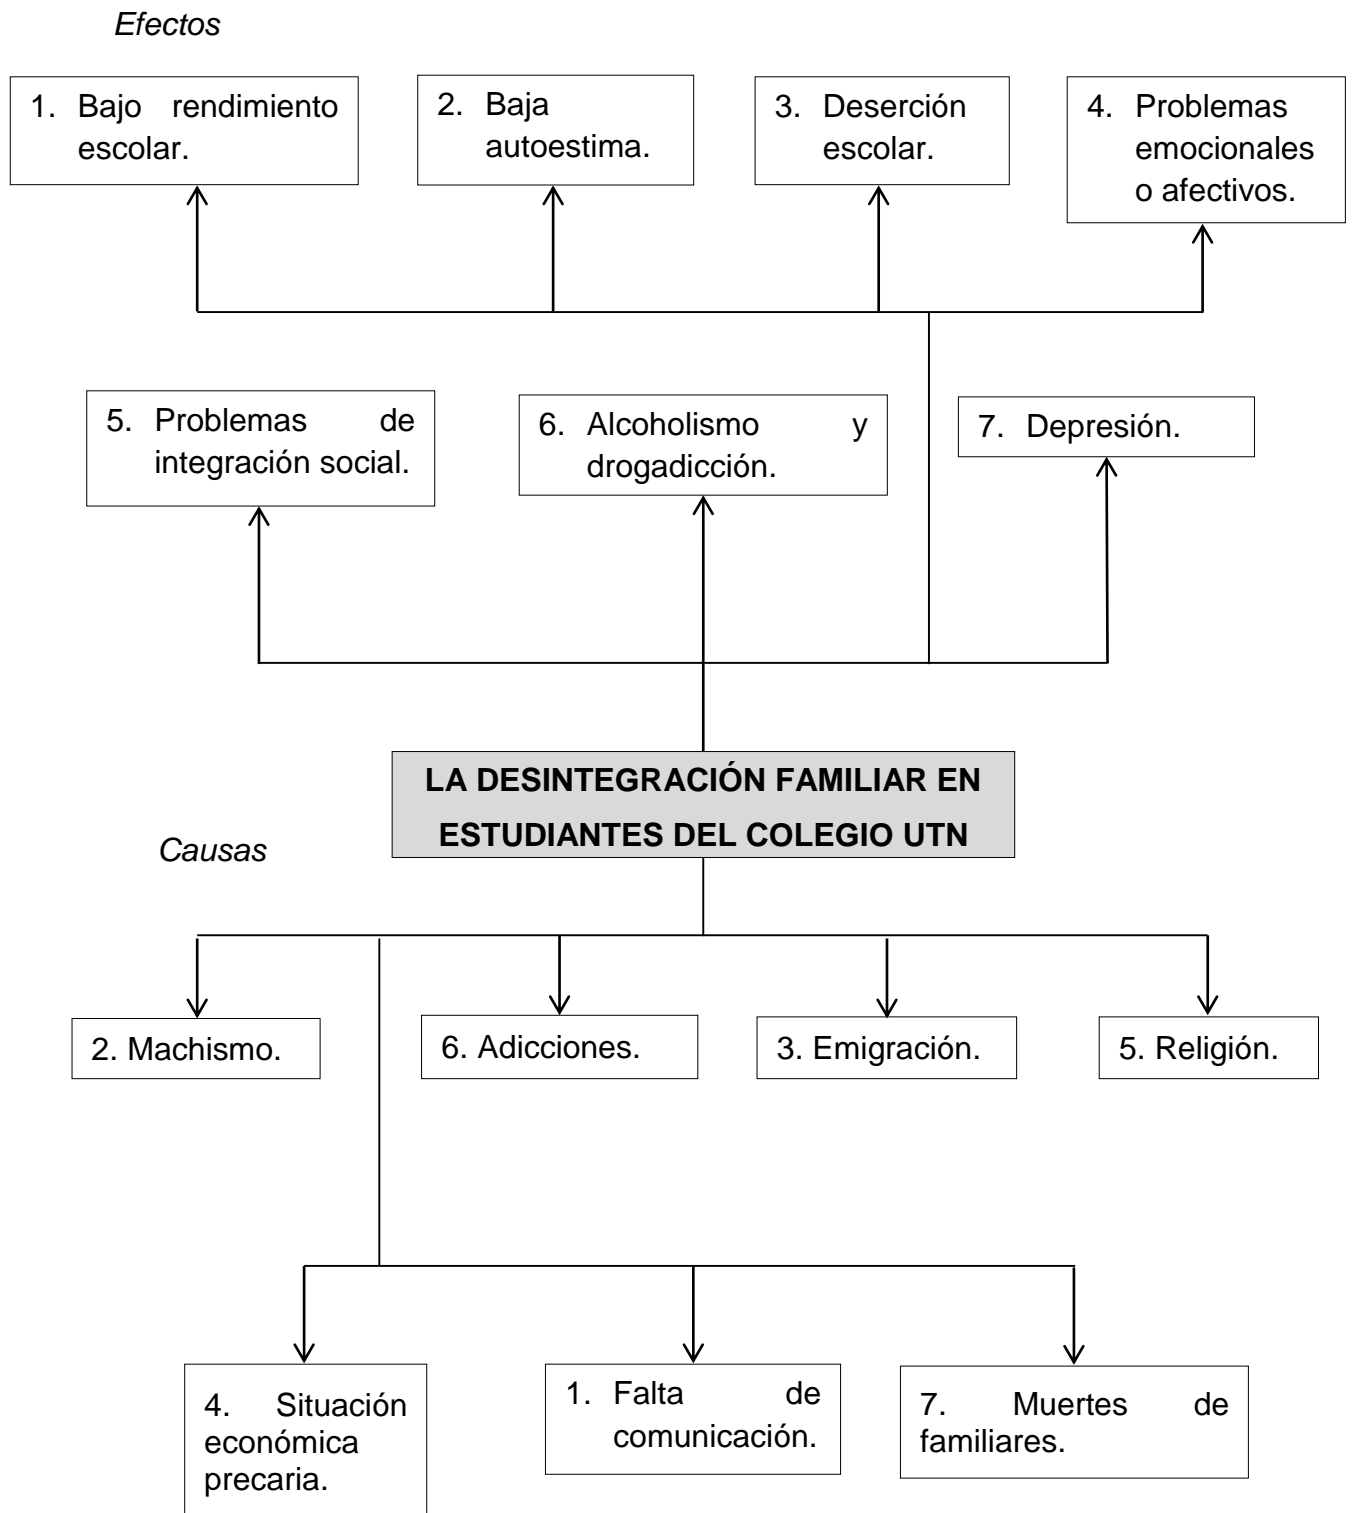 Efectos
1. Bajo rendimiento
escolar.
2. Baja
autoestima.
3. Deserción
escolar.
4. Problemas
emocionales
o afectivos.
5. Problemas de
integración social.
6. Alcoholismo y
drogadicción.
7. Depresión.
LA DESINTEGRACIÓN FAMILIAR EN
ESTUDIANTES DEL COLEGIO UTN
Causas
2. Machismo.
6. Adicciones.
3. Emigración.
5. Religión.
4. Situación
económica
precaria.
1. Falta de
comunicación.
7. Muertes de
familiares.